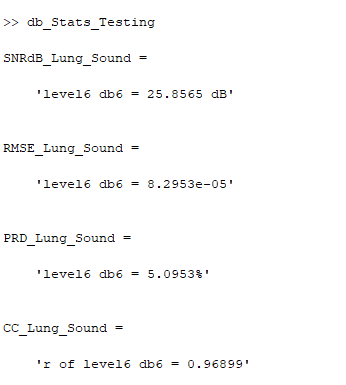 >> db_Stats_Testing
SNRdB_Lung_Sound =
'level6 db6 = 25.8565 dB'
RMSE_Lung_Sound =
'level6 db6 = 8.2953e-05'
PRD_Lung_Sound =
'level6 db6 = 5.0953%'
CC_Lung_Sound =
'r of level6 db6 = 0.96899'